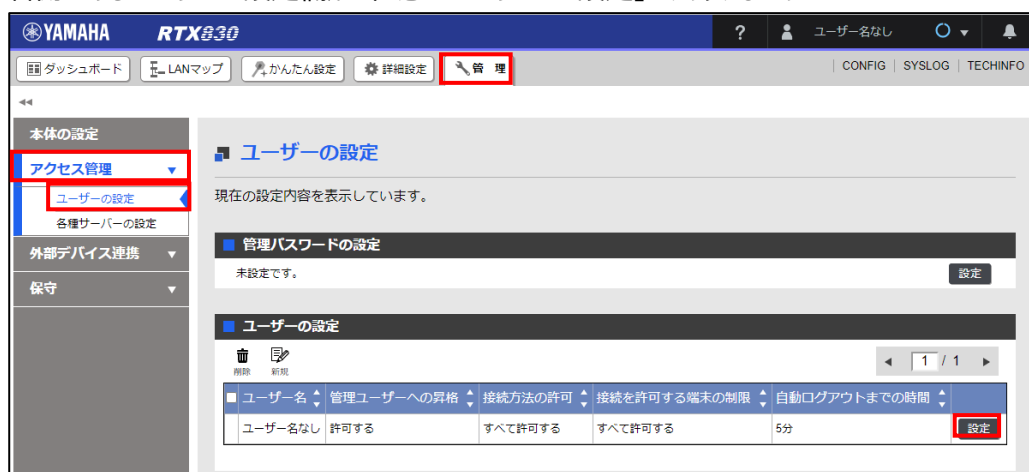 YAMAHA RTX830 ? ユーザー名なし
ダッシュボード LANマップ かんたん設定 詳細設定 管 理 CONFIG | SYSLOG | TECHINFO
本体の設定
アクセス管理
ユーザーの設定
各種サーバーの設定
外部デバイス連携
保守
ユーザーの設定
現在の設定内容を表示しています。
管理パスワードの設定
未設定です。 設定
ユーザーの設定
削除 新規 1 / 1
ユーザー名 管理ユーザーへの昇格 接続方法の許可 接続を許可する端末の制限 自動ログアウトまでの時間
ユーザー名なし 許可する すべて許可する すべて許可する 5分 設定